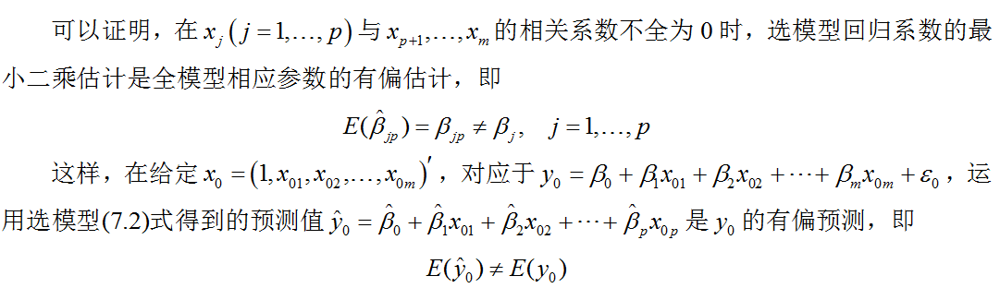 可以证明，在 $x_j(j=1,\ldots,p)$ 与 $x_{p+1},\ldots,x_m$ 的相关系数不全为 0 时，选模型回归系数的最
小二乘估计是全模型相应参数的有偏估计，即
$E(\hat{\beta}_{jp})=\beta_{jp}\neq\beta_j,\quad j=1,\ldots,p$
这样，在给定 $x_0=(1,x_{01},x_{02},\ldots,x_{0m})'$，对应于 $y_0=\beta_0+\beta_1x_{01}+\beta_2x_{02}+\cdots+\beta_mx_{0m}+\varepsilon_0$，运
用选模型(7.2)式得到的预测值 $\hat{y}_0=\hat{\beta}_0+\hat{\beta}_1x_{01}+\hat{\beta}_2x_{02}+\cdots+\hat{\beta}_px_{0p}$ 是 $y_0$ 的有偏预测，即
$E(\hat{y}_0)\neq E(y_0)$